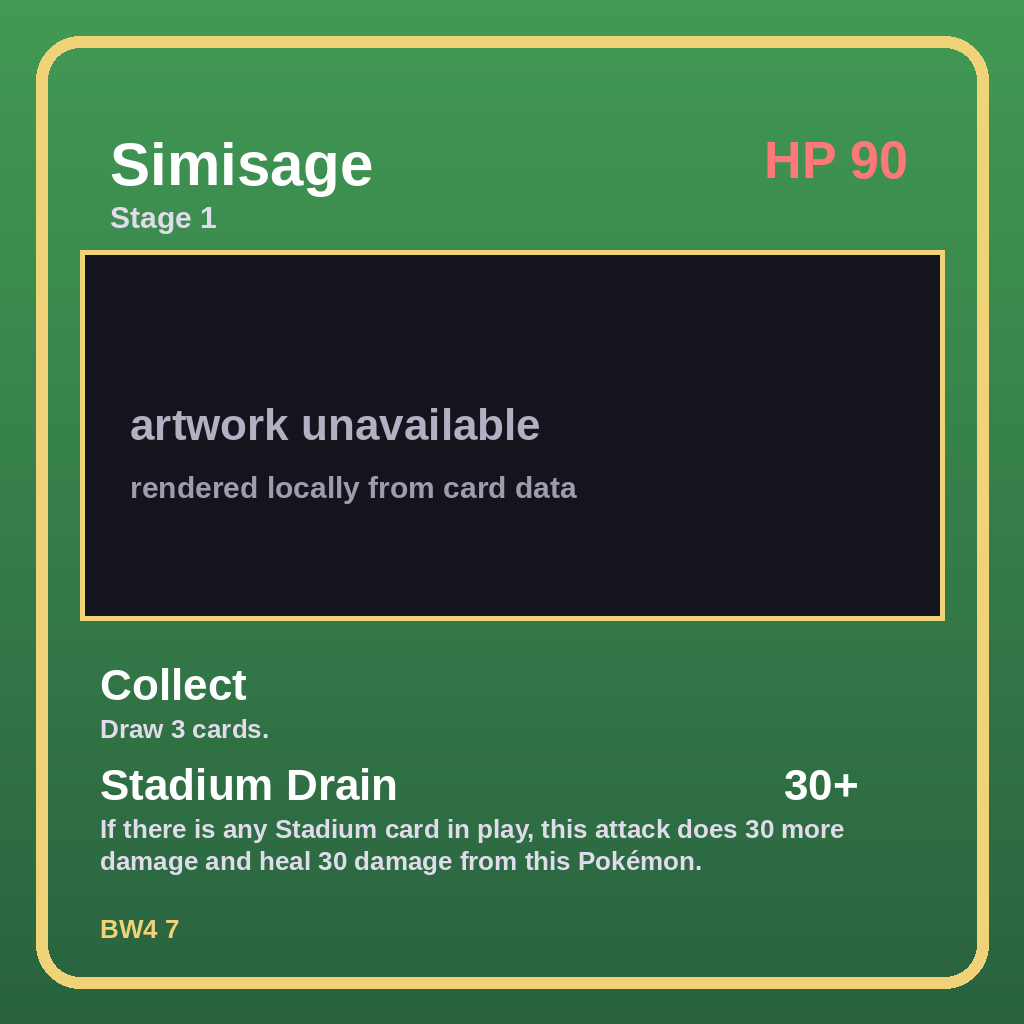 Simisage
HP 90
Stage 1
artwork unavailable
rendered locally from card data
Collect
Draw 3 cards.
Stadium Drain
30+
If there is any Stadium card in play, this attack does 30 more
damage and heal 30 damage from this Pokémon.
BW4 7